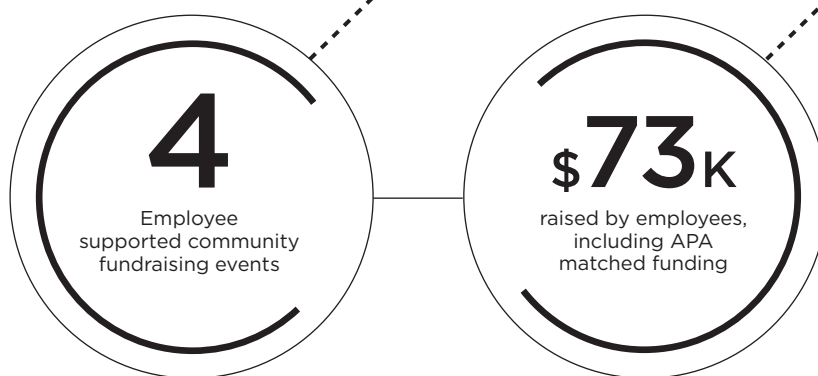 4
Employee
supported community
fundraising events
$73K
raised by employees,
including APA
matched funding